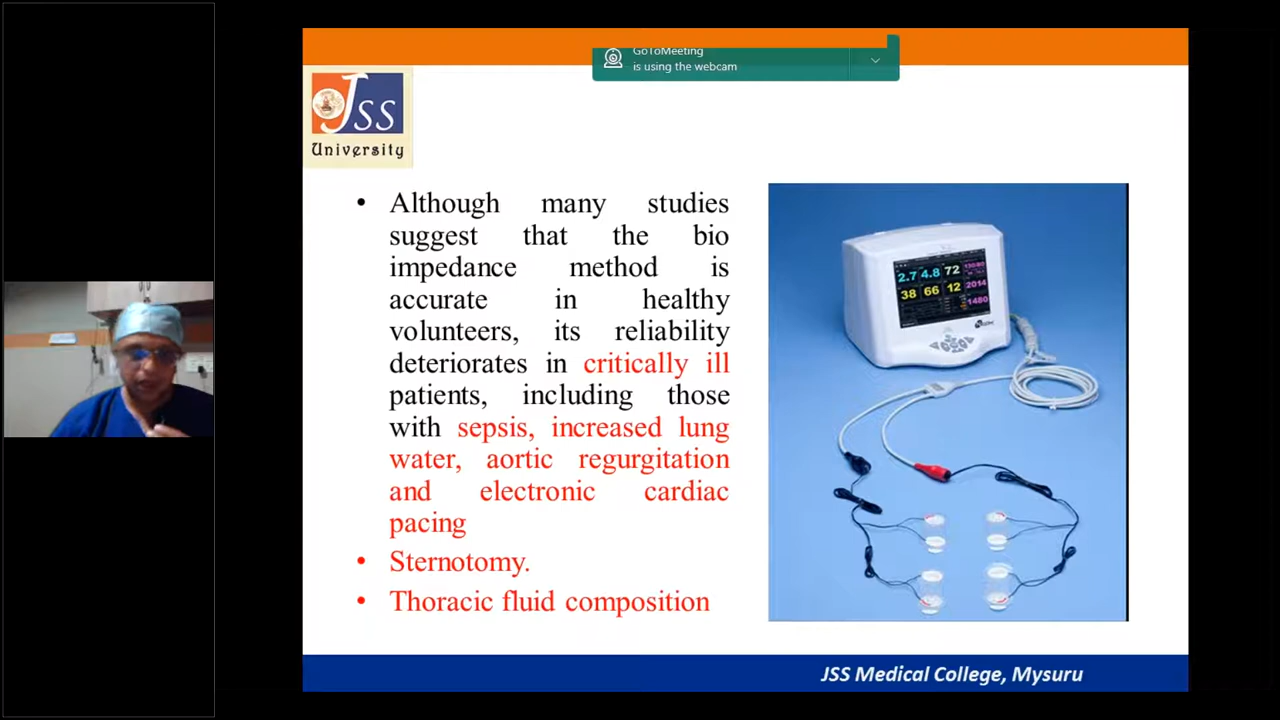 GoToMeeting
is using the webcam
JSS
University
• Although many studies
suggest that the bio
impedance method is
accurate in healthy
volunteers, its reliability
deteriorates in critically ill
patients, including those
with sepsis, increased lung
water, aortic regurgitation
and electronic cardiac
pacing
• Sternotomy.
• Thoracic fluid composition
2.7 4.8 72
38 66 12 2014
1480
JSS Medical College, Mysuru